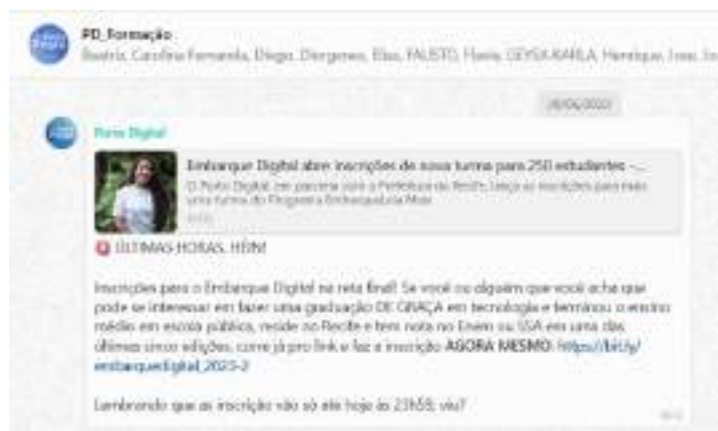 PD_Formação
Beatriz, Carolina Fernanda, Diego, Diogenes, Elias, FAUSTO, Flavia, GEYSA KARLA, Henrique, Jose,
Porto Digital
Embarque Digital abre inscrições de nova turma para 250 estudantes -...
O Porto Digital, em parceria com a Prefeitura do Recife, lança as inscrições para mais
uma turma do Programa Embarque
ÚLTIMAS HORAS, HEIN!
Inscrições para o Embarque Digital na reta final! Se você ou alguém que você acha que
pode se interessar em fazer uma graduação DE GRAÇA em tecnologia e terminou o ensino
médio em escola pública, reside no Recife e tem nota no Enem ou SSA em uma das
últimas cinco edições, corre já pro link e faz a inscrição AGORA MESMO: https://bit.ly/
embarquedigital_2023-2
Lembrando que as inscrição vão só até hoje às 23h59, viu?